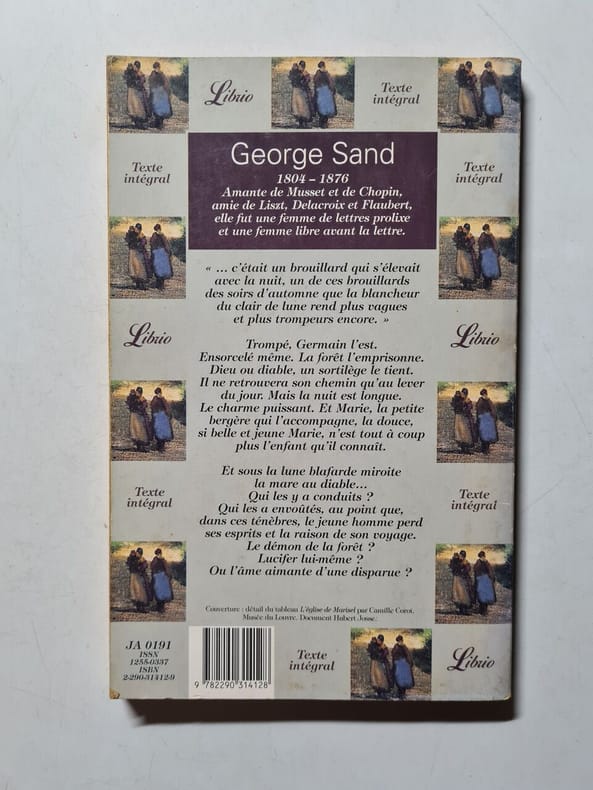 Librio
Texte
intégral
George Sand
1804 – 1876
Amante de Musset et de Chopin,
amie de Liszt, Delacroix et Flaubert,
elle fut une femme de lettres prolixe
et une femme libre avant la lettre.
Texte
intégral
Texte
intégral
« ... c'était un brouillard qui s'élevait
avec la nuit, un de ces brouillards
des soirs d'automne que la blancheur
du clair de lune rend plus vagues
et plus trompeurs encore. »
Librio
Librio
Trompé, Germain l'est.
Ensorcelé même. La forêt l'emprisonne.
Dieu ou diable, un sortilège le tient.
Il ne retrouvera son chemin qu'au lever
du jour. Mais la nuit est longue.
Le charme puissant. Et Marie, la petite
bergère qui l'accompagne, la douce,
si belle et jeune Marie, n'est tout à coup
plus l'enfant qu'il connaît.
Et sous la lune blafarde miroite
la mare au diable...
Qui les y a conduits ?
Qui les a envoûtés, au point que,
dans ces ténèbres, le jeune homme perd
ses esprits et la raison de son voyage.
Le démon de la forêt ?
Lucifer lui-même ?
Ou l'âme aimante d'une disparue ?
Texte
intégral
Texte
intégral
Couverture : détail du tableau L'église de Marissel par Camille Corot,
Musée du Louvre. Document Hubert Josse.
JA 0191
ISSN
1255-0337
ISBN
2-290-31412-9
9 782290 314128
Texte
intégral
Librio